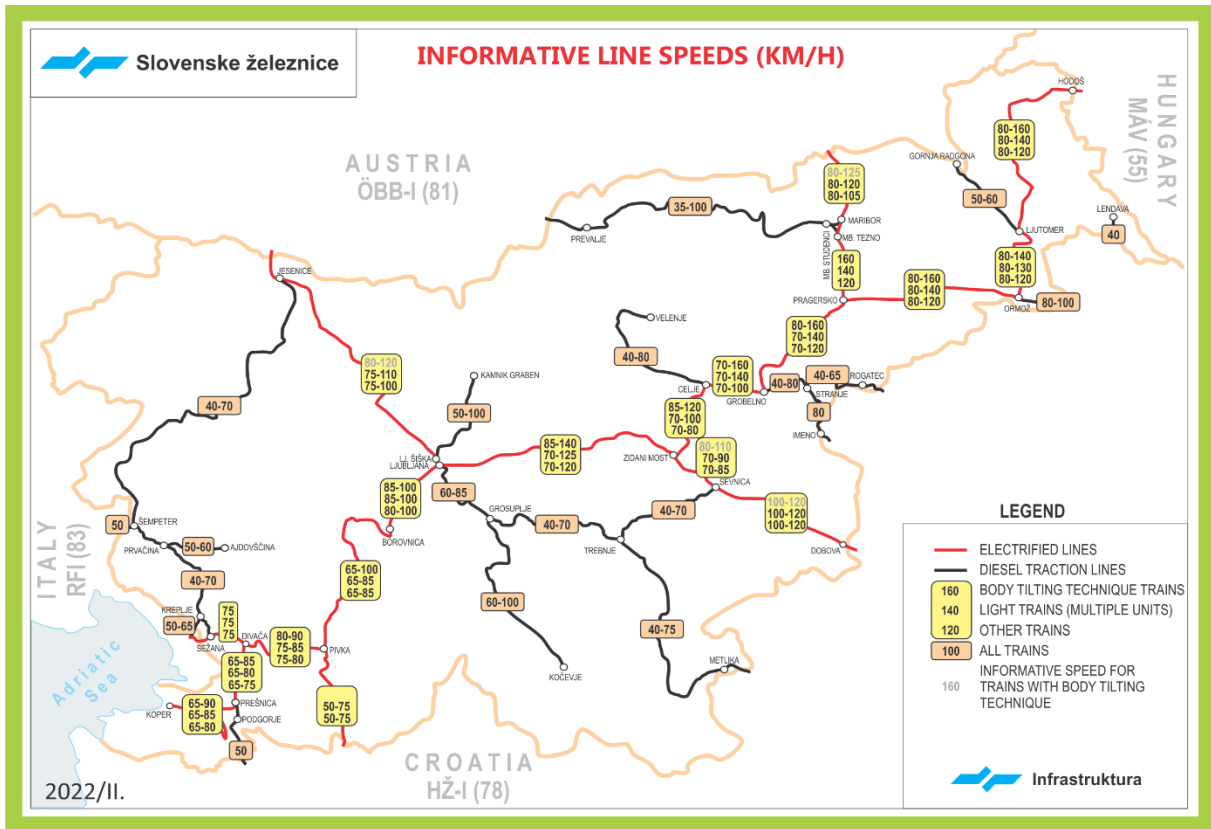 Slovenske železnice
INFORMATIVE LINE SPEEDS (KM/H)
HUNGARY
MÁV (55)
AUSTRIA
ÖBB-I (81)
HODOŠ
80-160
80-140
80-120
GORNJA RADGONA
50-60
LENDAVA
40
LJUTOMER
80-125
80-120
80-105
35-100
PREVALJE
MARIBOR
MB. TEZNO
MB. STUDENCI
160
140
120
80-140
80-130
80-120
80-160
80-140
80-120
PRAGERSKO
ORMOŽ
80-100
JESENICE
VELENJE
80-160
70-140
70-120
40-80
80-120
75-110
75-100
KAMNIK GRABEN
70-160
70-140
70-100
CELJE
GROBELNO
40-80
40-65
ROGATEC
STRANJE
80
IMENO
40-70
50-100
85-120
70-100
70-80
LJ. ŠIŠKA
LJUBLJANA
85-140
70-125
70-120
ZIDANI MOST
80-110
70-90
70-85
SEVNICA
60-85
85-100
85-100
80-100
GROSUPLJE
40-70
40-70
100-120
100-120
100-120
DOBOVA
BOROVNICA
TREBNJE
ITALY
RFI (83)
50
ŠEMPETER
PRVAČINA
50-60
AJDOVŠČINA
40-70
65-100
65-85
65-85
60-100
40-75
KREPLJE
50-65
SEŽANA
75
75
75
DIVAČA
80-90
75-85
75-80
PIVKA
KOČEVJE
METLIKA
Adriatic
Sea
65-85
65-80
65-75
65-90
65-85
65-80
KOPER
PREŠNICA
PODGORJE
50
50-75
50-75
CROATIA
HŽ-I (78)
2022/II.
LEGEND
ELECTRIFIED LINES
DIESEL TRACTION LINES
160 BODY TILTING TECHNIQUE TRAINS
140 LIGHT TRAINS (MULTIPLE UNITS)
120 OTHER TRAINS
100 ALL TRAINS
INFORMATIVE SPEED FOR
160 TRAINS WITH BODY TILTING
TECHNIQUE
Infrastruktura